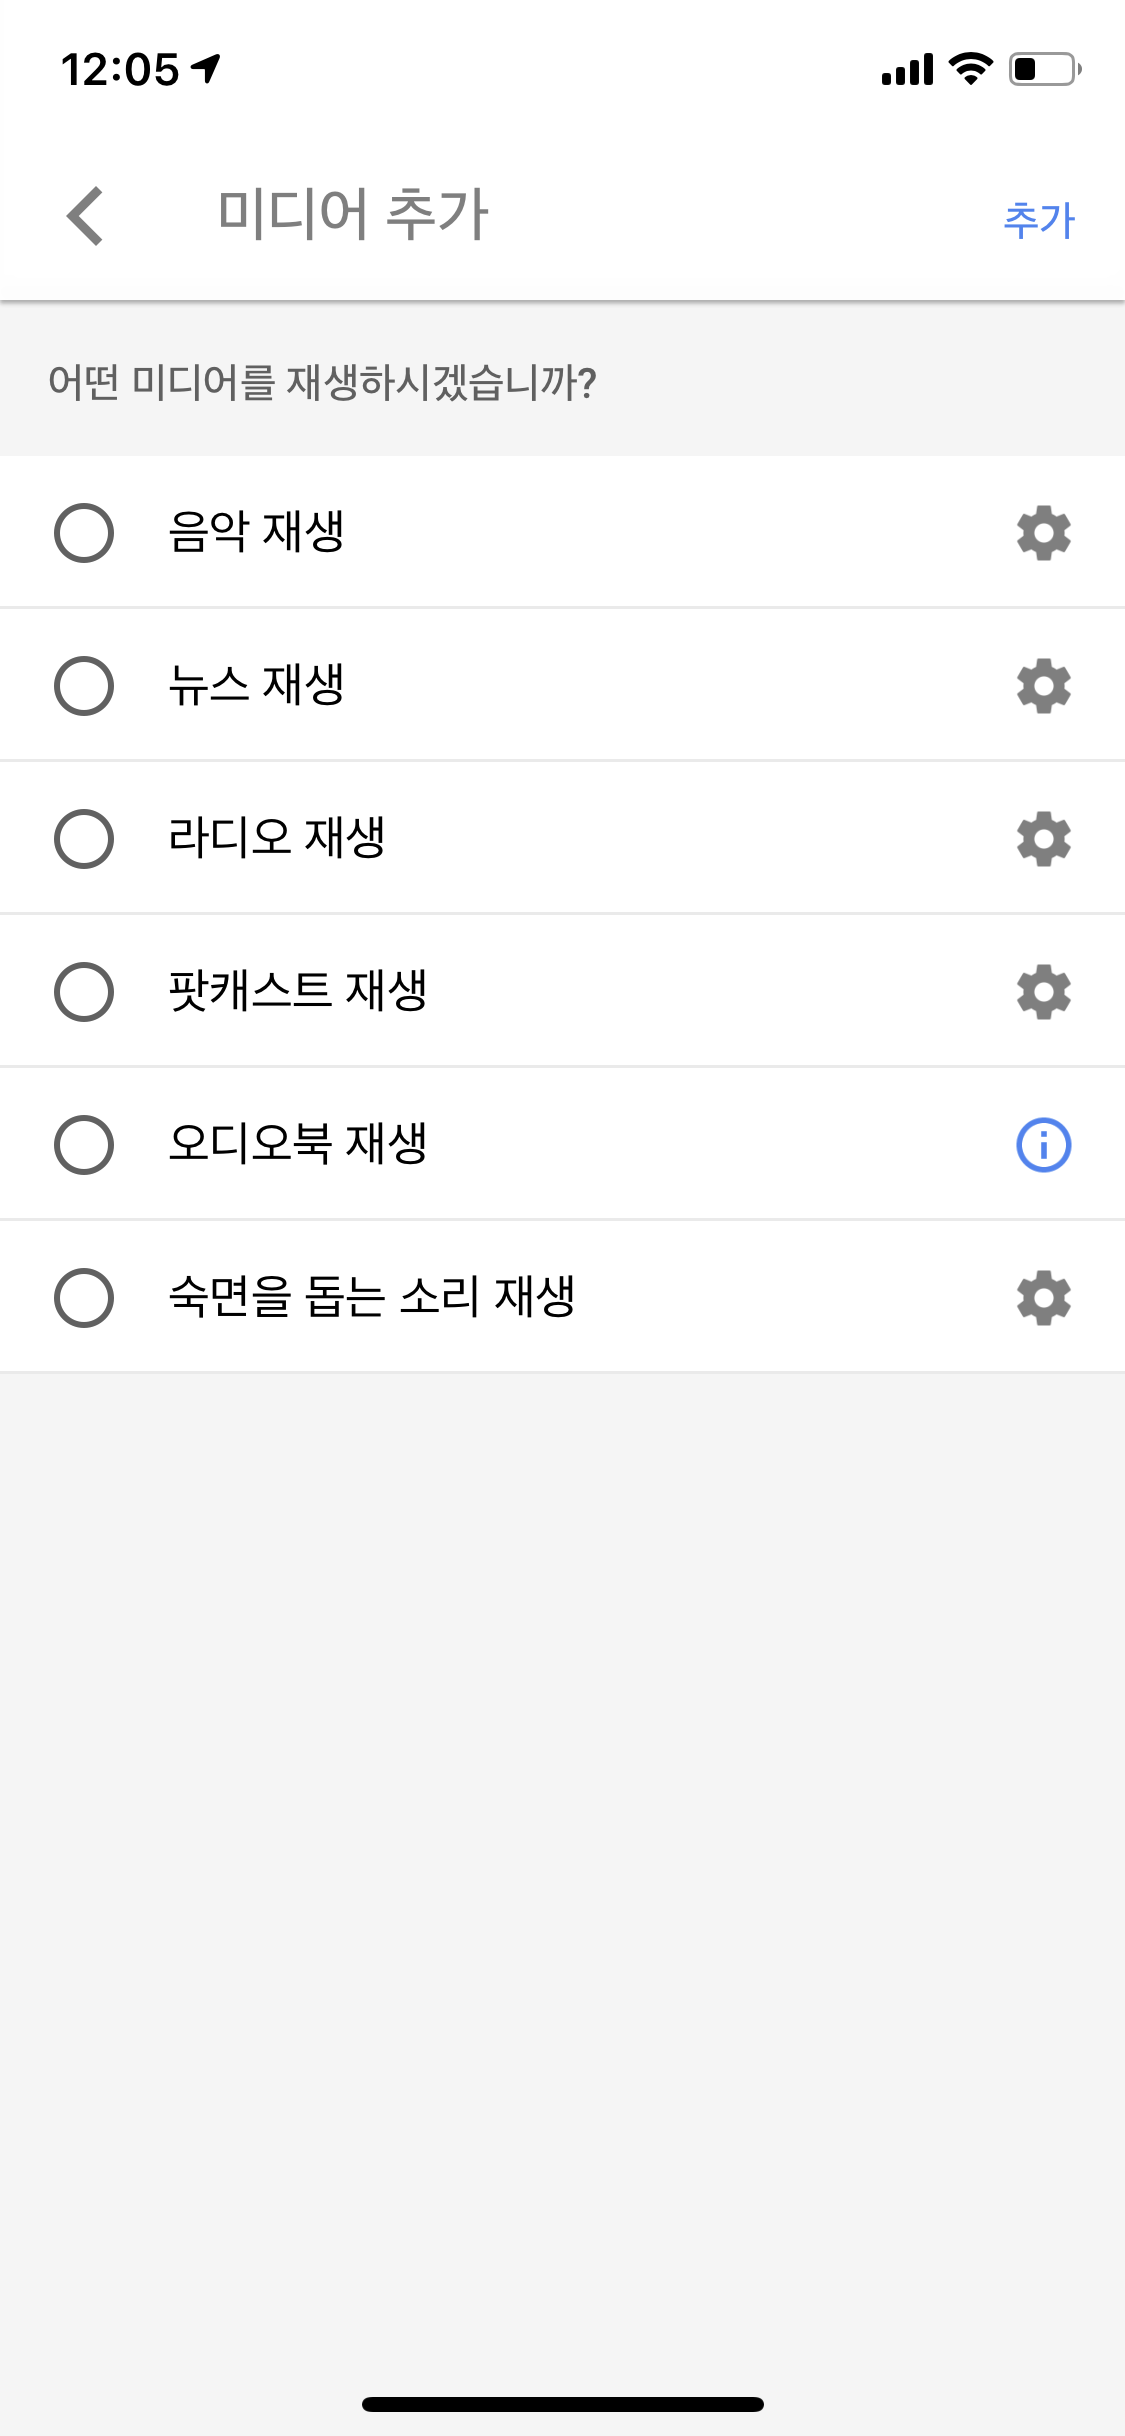 12:05
미디어 추가
추가
어떤 미디어를 재생하시겠습니까?
음악 재생
뉴스 재생
라디오 재생
팟캐스트 재생
오디오북 재생
숙면을 돕는 소리 재생